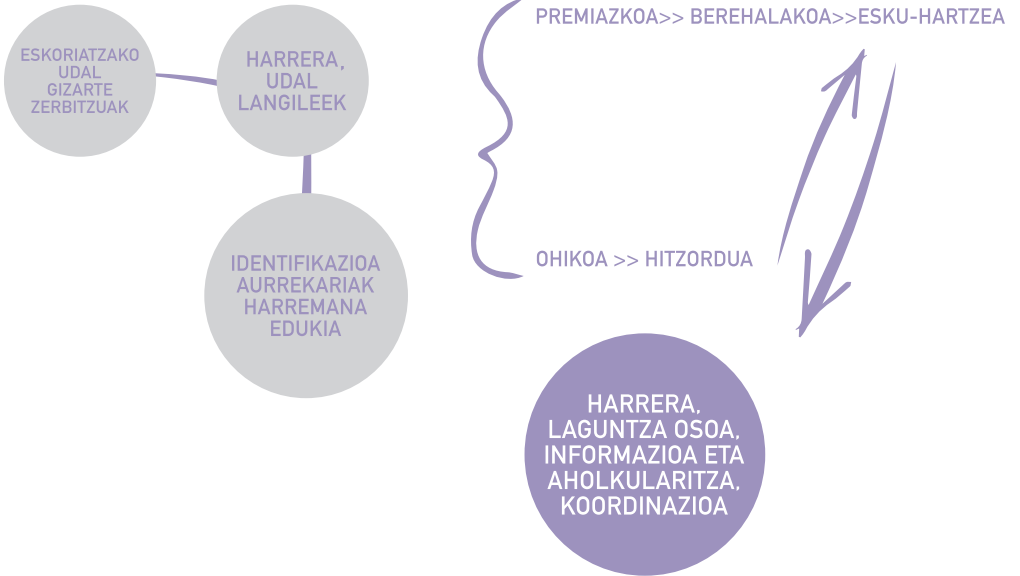 ESKORIATZAKO
UDAL
GIZARTE
ZERBITZUAK
HARRERA,
UDAL
LANGILEEK
IDENTIFIKAZIOA
AURREKARIAK
HARREMANA
EDUKIA
PREMIAZKOA>> BEREHALAKOA>>ESKU-HARTZEA
OHIKOA >> HITZORDUA
HARRERA,
LAGUNTZA OSOA,
INFORMAZIOA ETA
AHOLKULARITZA,
KOORDINAZIOA